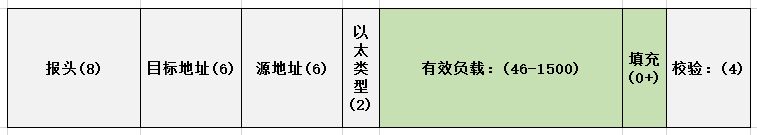 报头(8)
目标地址(6)
源地址(6)
以
太
类
型
(2)
有效负载：(46-1500)
填充
(0+)
校验：(4)